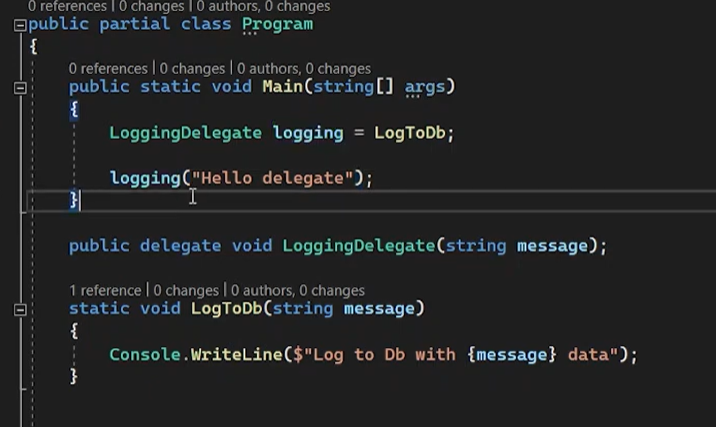 0 references | 0 changes | 0 authors, 0 changes
public partial class Program
{
0 references | 0 changes | 0 authors, 0 changes
public static void Main(string[] args)
{
LoggingDelegate logging = LogToDb;
logging("Hello delegate");
}
public delegate void LoggingDelegate(string message);
1 reference | 0 changes | 0 authors, 0 changes
static void LogToDb(string message)
{
Console.WriteLine($"Log to Db with {message} data");
}